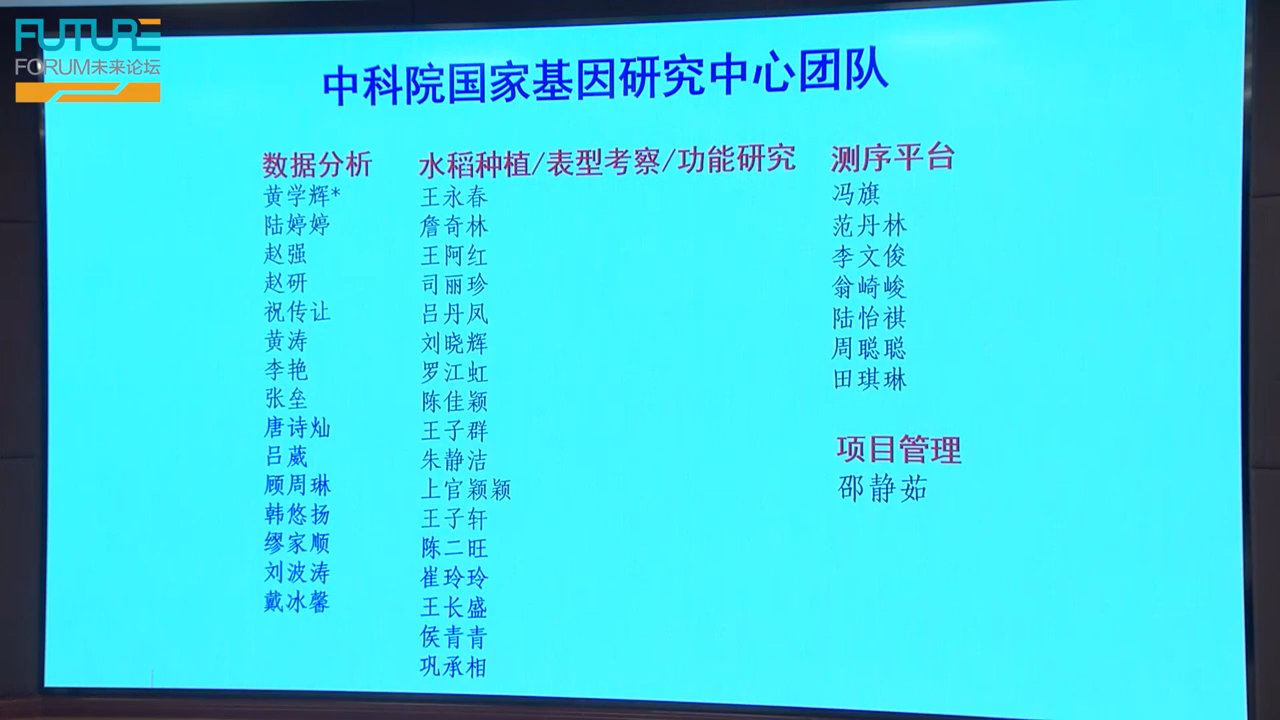 FUTURE
FORUM未来论坛
中科院国家基因研究中心团队
数据分析
黄学辉*
陆婷婷
赵强
赵研
祝传让
黄涛
李艳
张垒
唐诗灿
吕葳
顾周琳
韩悠扬
缪家顺
刘波涛
戴冰馨
水稻种植/表型考察/功能研究
王永春
詹奇林
王阿红
司丽珍
吕丹凤
刘晓辉
罗江虹
陈佳颖
王子群
朱静洁
上官颖颖
王子轩
陈二旺
崔玲玲
王长盛
侯青青
巩承相
测序平台
冯旗
范丹林
李文俊
翁崎峻
陆怡祺
周聪聪
田琪琳
项目管理
邵静茹